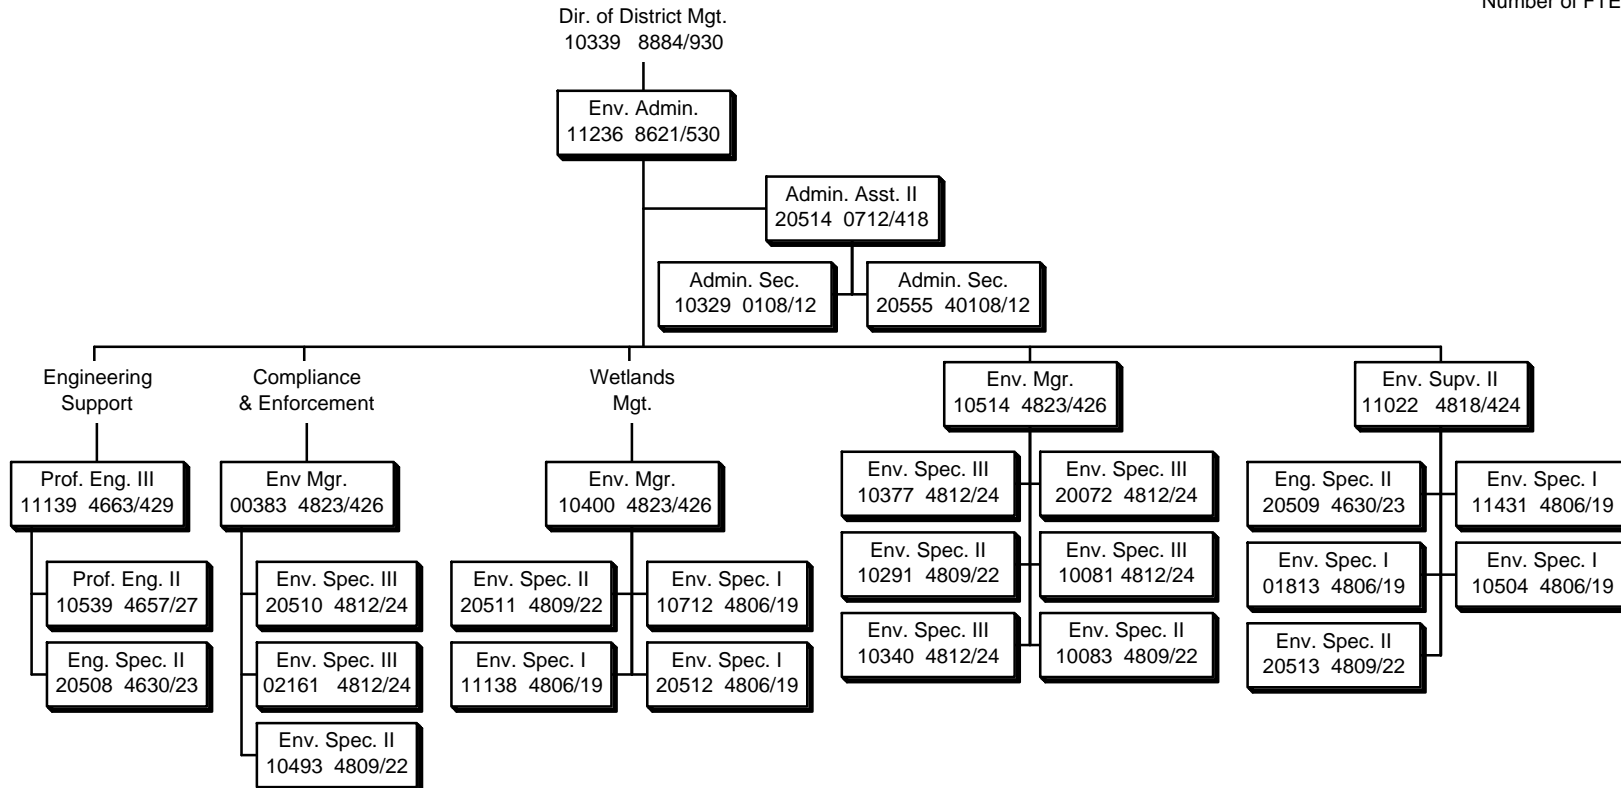 Number of FTE
Dir. of District Mgt.
10339 8884/930
Env. Admin.
11236 8621/530
Admin. Asst. II
20514 0712/418
Admin. Sec.
10329 0108/12
Admin. Sec.
20555 40108/12
Engineering
Support
Compliance
& Enforcement
Wetlands
Mgt.
Env. Mgr.
10514 4823/426
Env. Supv. II
11022 4818/424
Prof. Eng. III
11139 4663/429
Env Mgr.
00383 4823/426
Env. Mgr.
10400 4823/426
Prof. Eng. II
10539 4657/27
Eng. Spec. II
20508 4630/23
Env. Spec. III
20510 4812/24
Env. Spec. III
02161 4812/24
Env. Spec. II
10493 4809/22
Env. Spec. II
20511 4809/22
Env. Spec. I
10712 4806/19
Env. Spec. I
11138 4806/19
Env. Spec. I
20512 4806/19
Env. Spec. III
10377 4812/24
Env. Spec. III
20072 4812/24
Env. Spec. II
10291 4809/22
Env. Spec. III
10081 4812/24
Env. Spec. III
10340 4812/24
Env. Spec. II
10083 4809/22
Eng. Spec. II
20509 4630/23
Env. Spec. I
11431 4806/19
Env. Spec. I
01813 4806/19
Env. Spec. I
10504 4806/19
Env. Spec. II
20513 4809/22